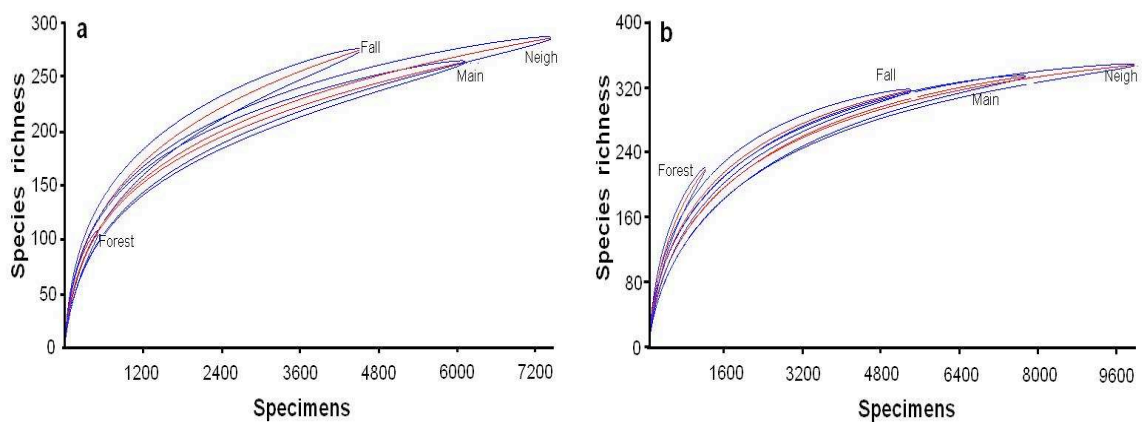 a
Species richness
300
250
200
150
100
50
0
Fall
Neigh
Main
Forest
1200 2400 3600 4800 6000 7200
Specimens
b
Species richness
400
320
240
160
80
0
Fall
Neigh
Main
Forest
1600 3200 4800 6400 8000 9600
Specimens